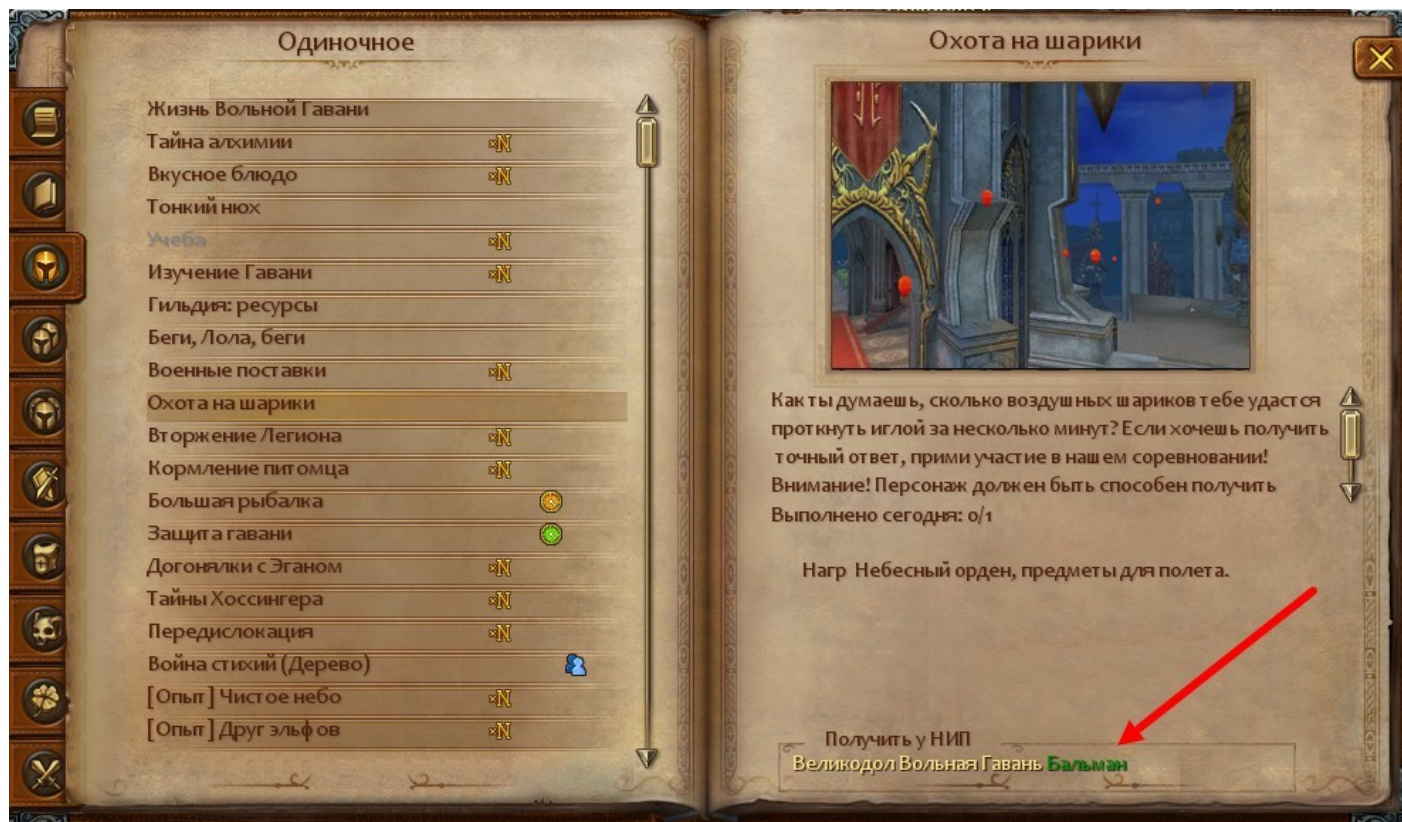 Одиночное
Жизнь Вольной Гавани
Тайна алхимии ×N
Вкусное блюдо ×N
Тонкий нюх
Учеба ×N
Изучение Гавани ×N
Гильдия: ресурсы
Беги, Лола, беги
Военные поставки ×N
Охота на шарики
Вторжение Легиона ×N
Кормление питомца ×N
Большая рыбалка
Защита гавани
Догонялки с Эганом ×N
Тайны Хоссингера ×N
Передислокация ×N
Война стихий (Дерево)
[Опыт] Чистое небо ×N
[Опыт] Друг эльфов ×N
Охота на шарики
Как ты думаешь, сколько воздушных шариков тебе удастся
проткнуть иглой за несколько минут? Если хочешь получить
точный ответ, прими участие в нашем соревновании!
Внимание! Персонаж должен быть способен получить
Выполнено сегодня: 0/1
Нагр Небесный орден, предметы для полета.
Получить у НИП
Великодол Вольная Гавань Бальман